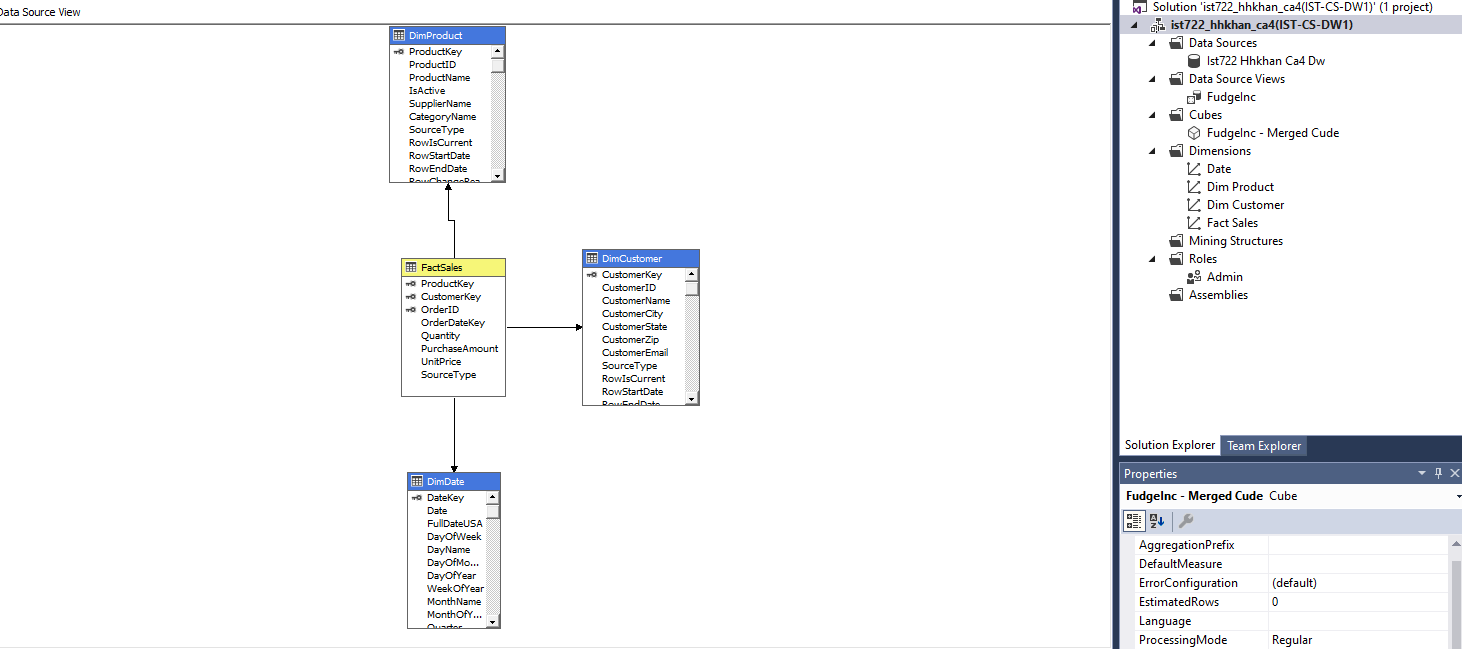 Data Source View
DimProduct
ProductKey
ProductID
ProductName
IsActive
SupplierName
CategoryName
SourceType
RowIsCurrent
RowStartDate
RowEndDate
RowChangeRea
FactSales
ProductKey
CustomerKey
OrderID
OrderDateKey
Quantity
PurchaseAmount
UnitPrice
SourceType
DimCustomer
CustomerKey
CustomerID
CustomerName
CustomerCity
CustomerState
CustomerZip
CustomerEmail
SourceType
RowIsCurrent
RowStartDate
RowEndDate
DimDate
DateKey
Date
FullDateUSA
DayOfWeek
DayName
DayOfMo...
DayOfYear
WeekOfYear
MonthName
MonthOfY...
Quarter
Solution 'ist722_hhkhan_ca4(IST-CS-DW1)' (1 project)
ist722_hhkhan_ca4(IST-CS-DW1)
Data Sources
Ist722 Hhkhan Ca4 Dw
Data Source Views
FudgeInc
Cubes
FudgeInc - Merged Cude
Dimensions
Date
Dim Product
Dim Customer
Fact Sales
Mining Structures
Roles
Admin
Assemblies
Solution Explorer Team Explorer
Properties
FudgeInc - Merged Cude Cube
AggregationPrefix
DefaultMeasure
ErrorConfiguration (default)
EstimatedRows 0
Language
ProcessingMode Regular